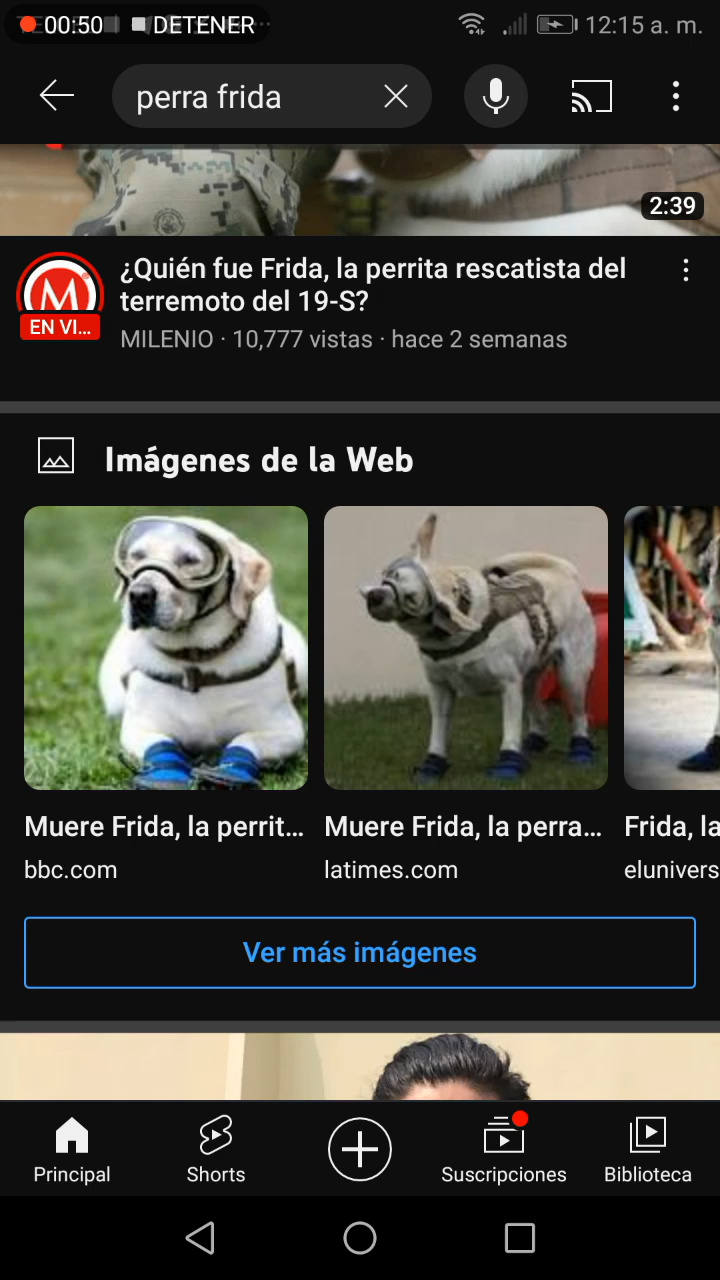 00:50 DETENER
12:15 a. m.
perra frida
2:39
M
EN VI...
¿Quién fue Frida, la perrita rescatista del
terremoto del 19-S?
MILENIO · 10,777 vistas · hace 2 semanas
Imágenes de la Web
Muere Frida, la perrit...
bbc.com
Muere Frida, la perra...
latimes.com
Frida, la
elunivers
Ver más imágenes
Principal
Shorts
Suscripciones
Biblioteca